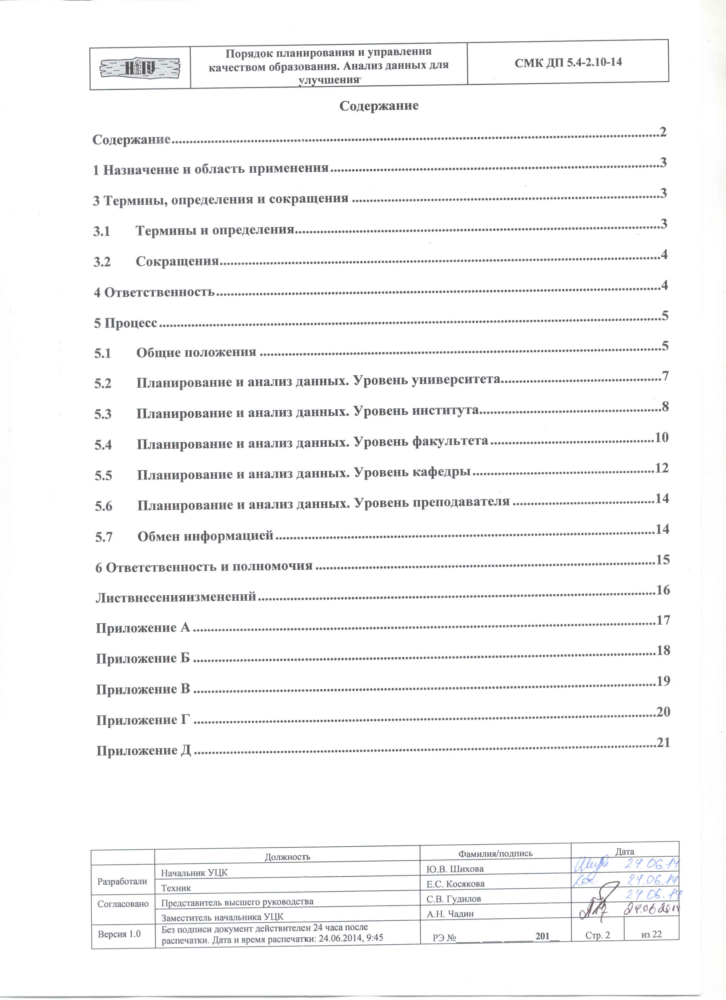 НГГУ
Порядок планирования и управления
качеством образования. Анализ данных для
улучшения
СМК ДП 5.4-2.10-14
Содержание
Содержание 2
1 Назначение и область применения 3
3 Термины, определения и сокращения 3
3.1 Термины и определения 3
3.2 Сокращения 4
4 Ответственность 4
5 Процесс 5
5.1 Общие положения 5
5.2 Планирование и анализ данных. Уровень университета 7
5.3 Планирование и анализ данных. Уровень института 8
5.4 Планирование и анализ данных. Уровень факультета 10
5.5 Планирование и анализ данных. Уровень кафедры 12
5.6 Планирование и анализ данных. Уровень преподавателя 14
5.7 Обмен информацией 14
6 Ответственность и полномочия 15
Листвнесенияизменений 16
Приложение А 17
Приложение Б 18
Приложение В 19
Приложение Г 20
Приложение Д 21
Должность Фамилия/подпись Дата
Разработали Начальник УЦК Ю.В. Шихова 24.06.14
Техник Е.С. Косякова 24.06.14
Согласовано Представитель высшего руководства С.В. Гудилов 24.06.14
Заместитель начальника УЦК А.Н. Чадин 24.06 2014
Версия 1.0 Без подписи документ действителен 24 часа после
распечатки. Дата и время распечатки: 24.06.2014, 9:45 РЭ №_____ ____ ______ 201__ Стр. 2 из 22